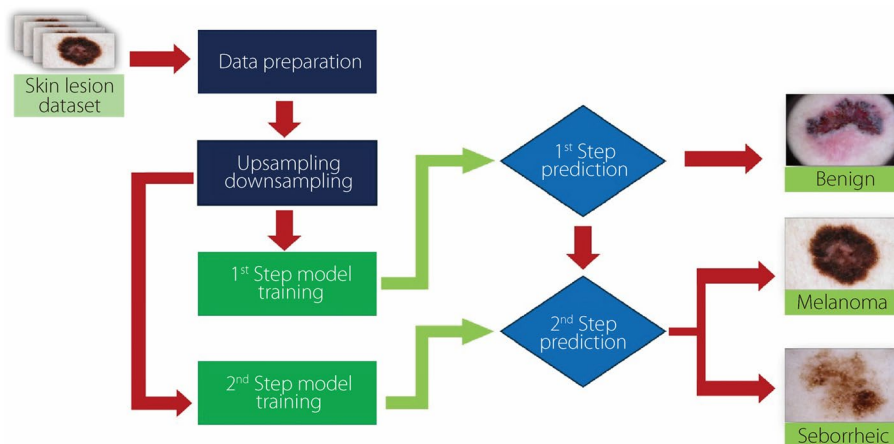 Skin lesion
dataset
Data preparation
Upsampling
downsampling
1st Step model
training
2nd Step model
training
1st Step
prediction
2nd Step
prediction
Benign
Melanoma
Seborrheic